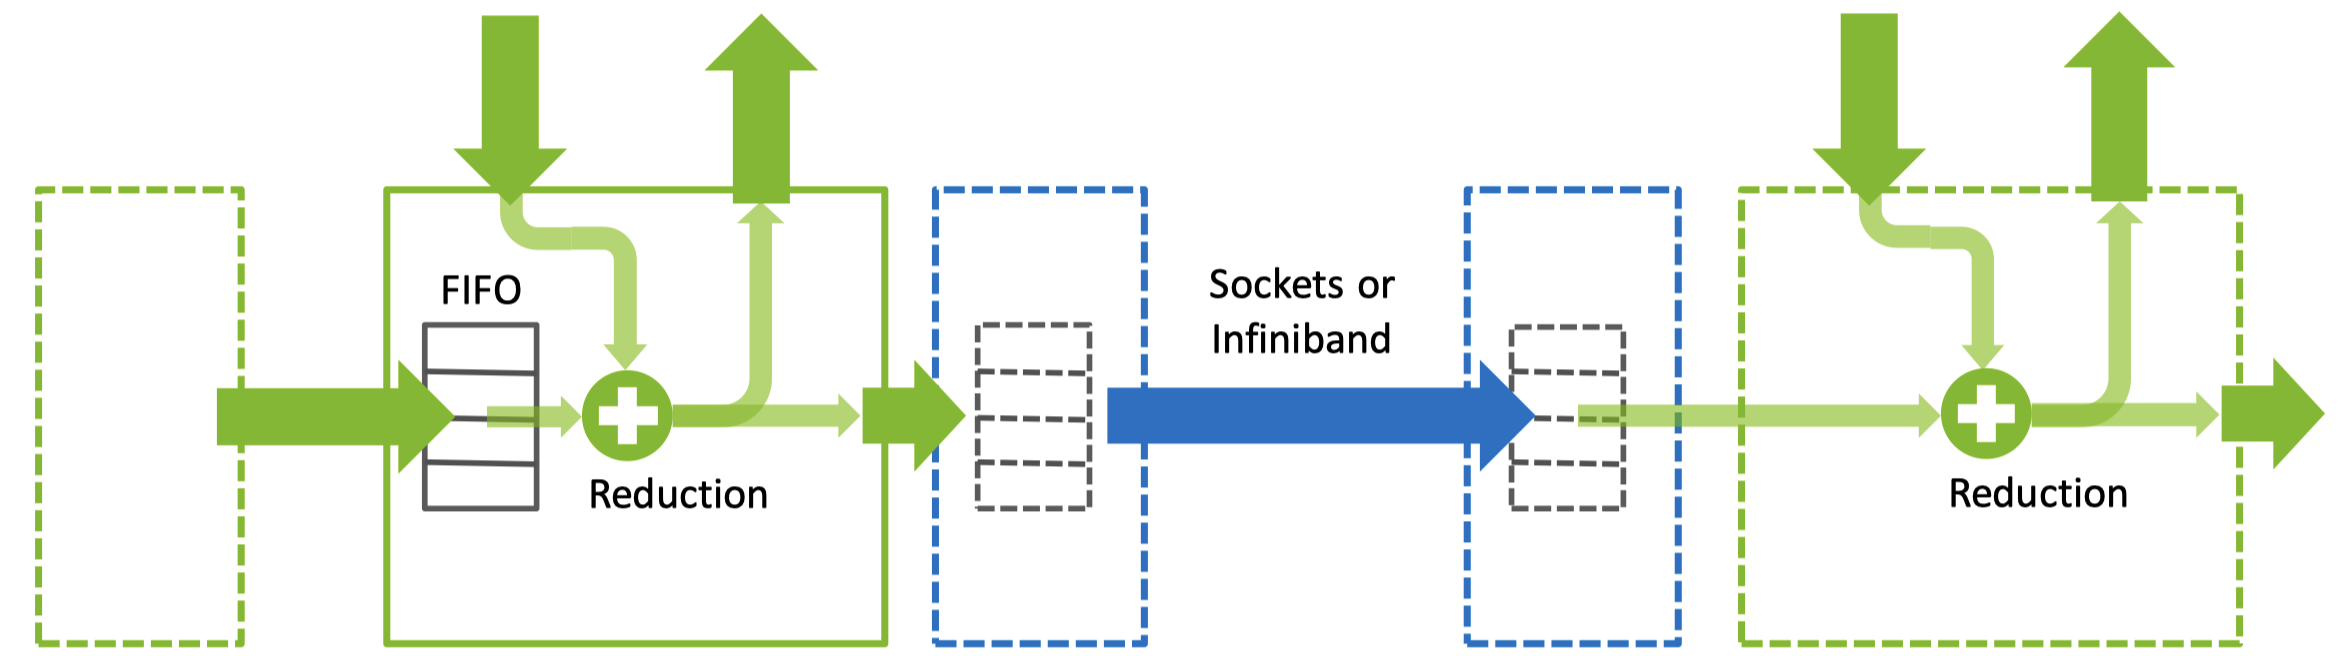 FIFO
Reduction
Sockets or
Infiniband
Reduction